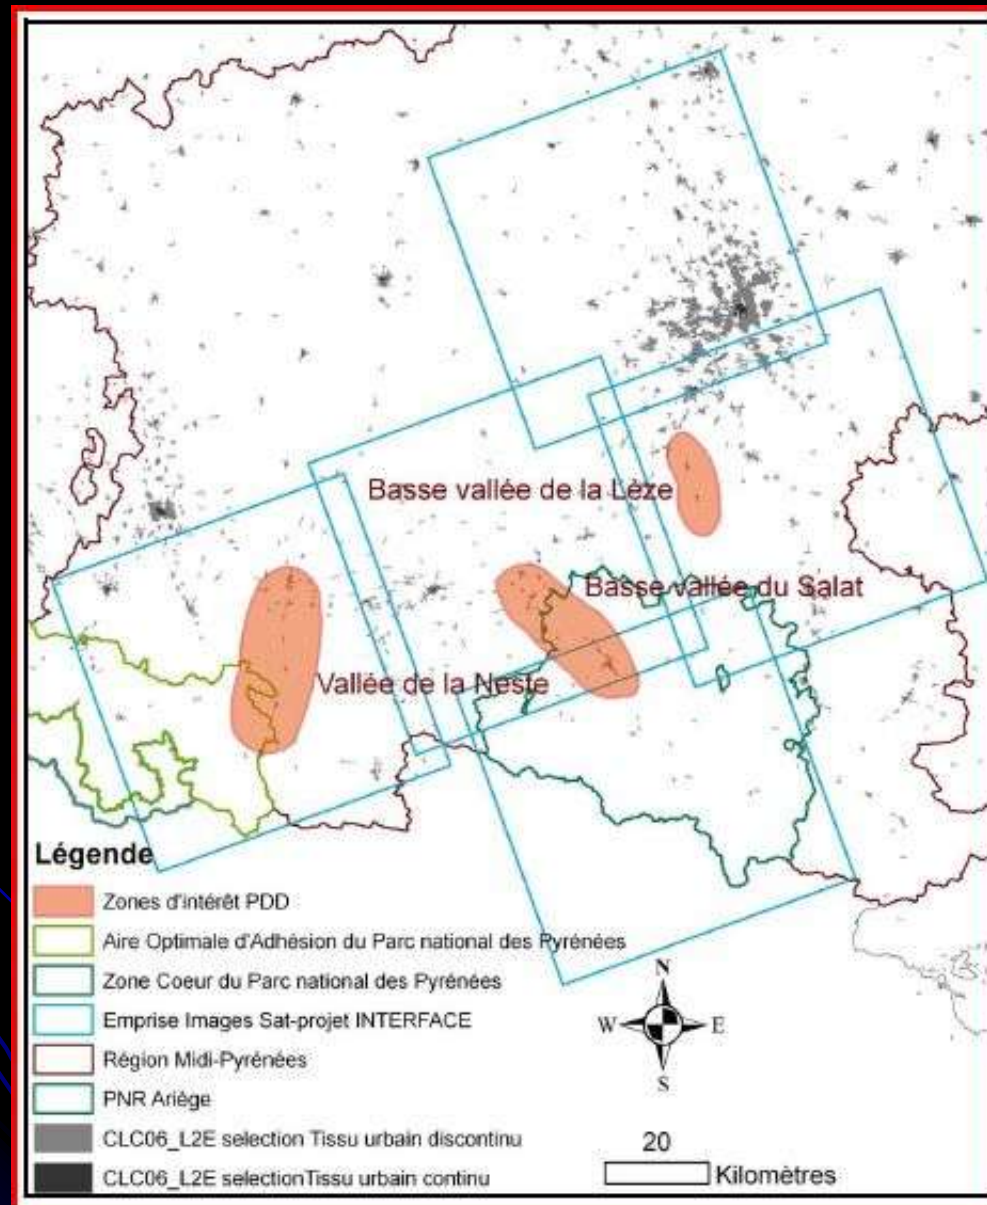 Basse vallée de la Lèze
Basse vallée du Salat
Vallée de la Neste
Légende
Zones d'intérêt PDD
Aire Optimale d'Adhésion du Parc national des Pyrénées
Zone Coeur du Parc national des Pyrénées
Emprise Images Sat-projet INTERFACE
Région Midi-Pyrénées
PNR Ariège
CLC06_L2E selection Tissu urbain discontinu
CLC06_L2E selectionTissu urbain continu
N
W E
S
20
Kilomètres